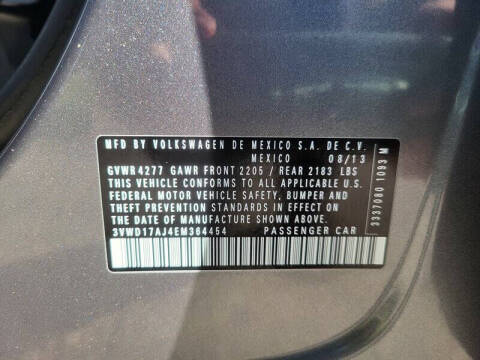 MFD BY VOLKSWAGEN DE MEXICO S.A. DE C.V.
MEXICO 08/13
GVWR4277 GAWR FRONT 2205 / REAR 2183 LBS
THIS VEHICLE CONFORMS TO ALL APPLICABLE
FEDERAL MOTOR VEHICLE SAFETY, BUMPER AND
THEFT PREVENTION STANDARDS IN EFFECT ON
THE DATE OF MANUFACTURE SHOWN ABOVE.
3VWD17AJ4EM364454 PASSENGER CAR
3337080 1093 M